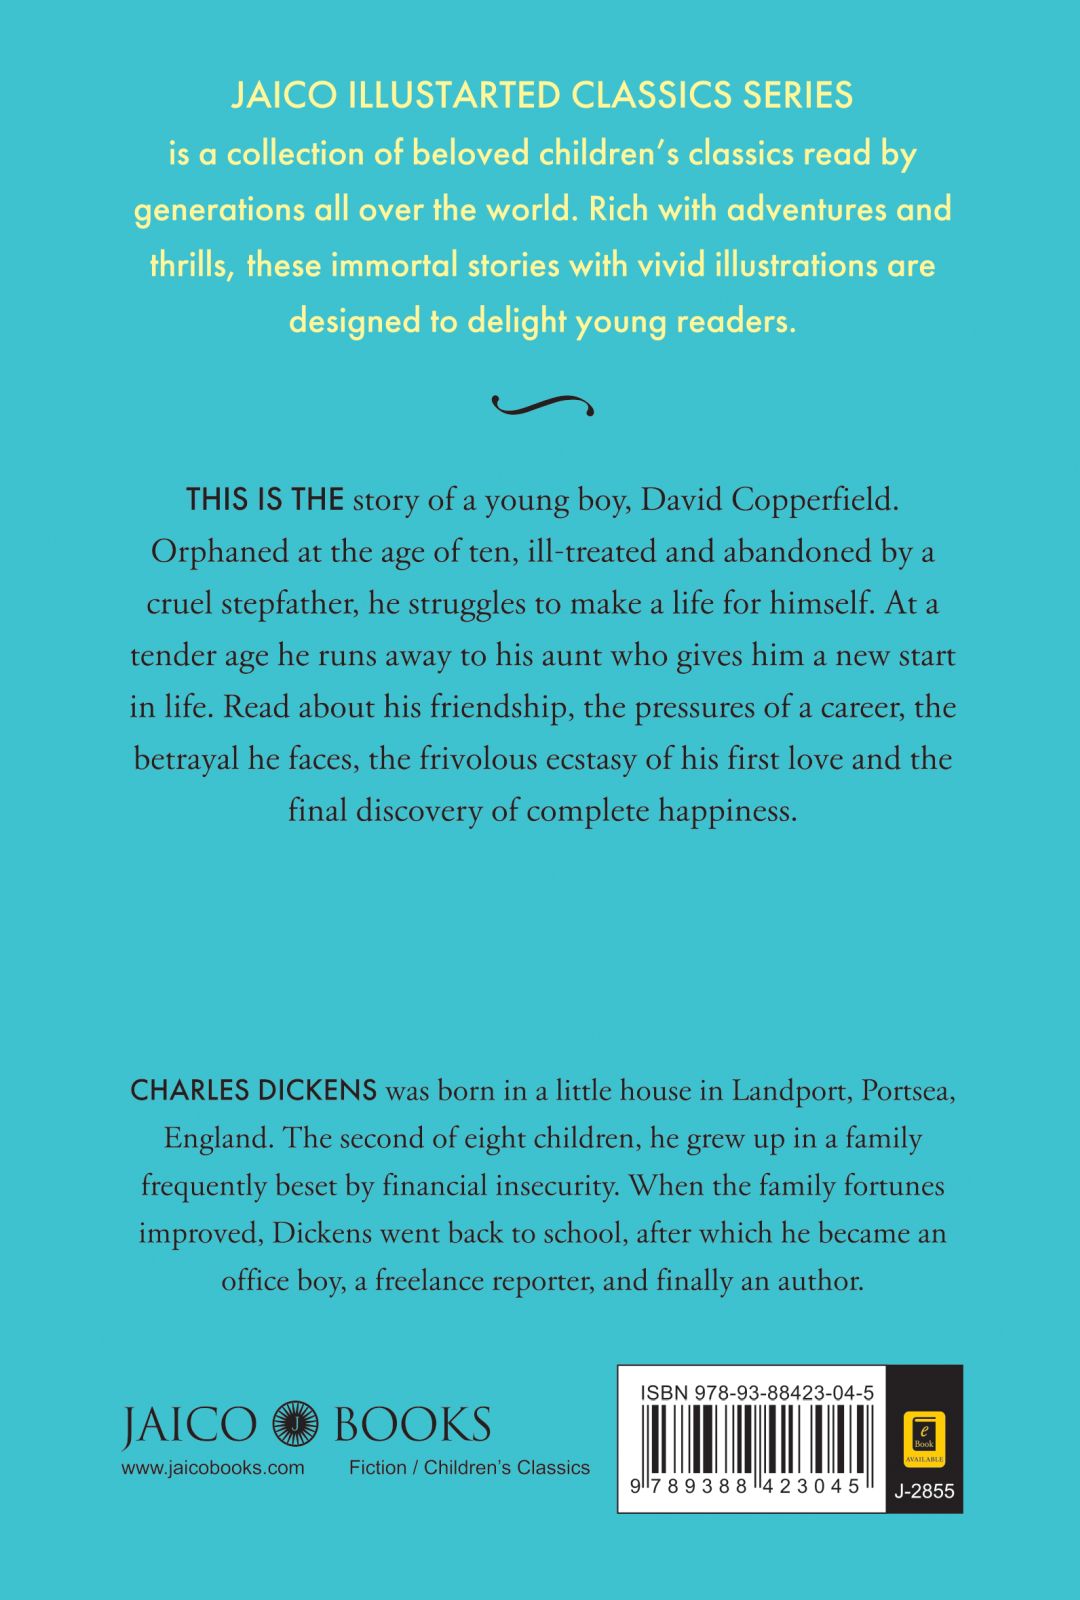 JAICO ILLUSTARTED CLASSICS SERIES
is a collection of beloved children’s classics read by
generations all over the world. Rich with adventures and
thrills, these immortal stories with vivid illustrations are
designed to delight young readers.
THIS IS THE story of a young boy, David Copperfield.
Orphaned at the age of ten, ill-treated and abandoned by a
cruel stepfather, he struggles to make a life for himself. At a
tender age he runs away to his aunt who gives him a new start
in life. Read about his friendship, the pressures of a career, the
betrayal he faces, the frivolous ecstasy of his first love and the
final discovery of complete happiness.
CHARLES DICKENS was born in a little house in Landport, Portsea,
England. The second of eight children, he grew up in a family
frequently beset by financial insecurity. When the family fortunes
improved, Dickens went back to school, after which he became an
office boy, a freelance reporter, and finally an author.
JAICO J BOOKS
www.jaicobooks.com
Fiction / Children’s Classics
ISBN 978-93-88423-04-5
9 789388 423045
e
Book
AVAILABLE
J-2855